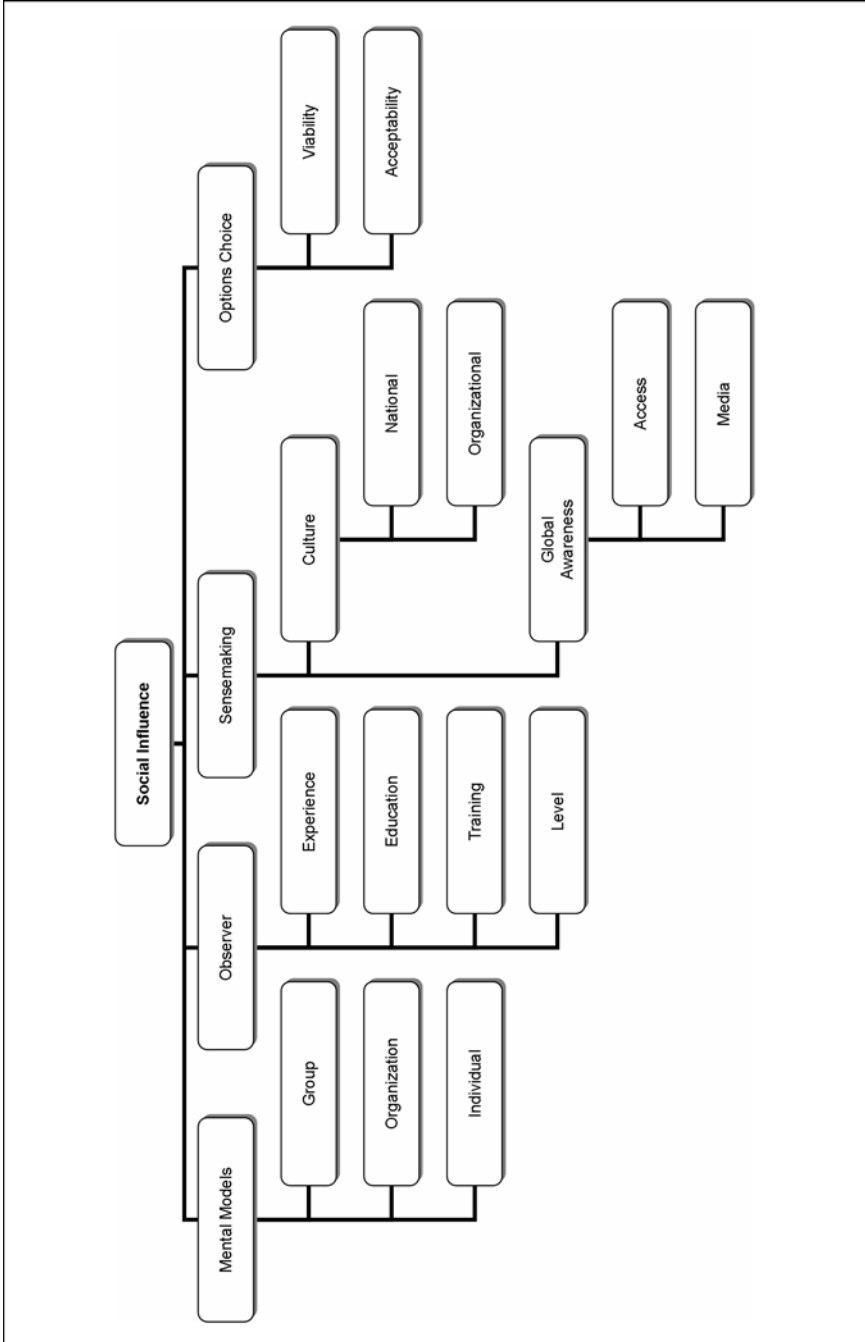 Social Influence
Mental Models
Group
Organization
Individual
Observer
Experience
Education
Training
Level
Sensemaking
Culture
National
Organizational
Global
Awareness
Access
Media
Options Choice
Viability
Acceptability